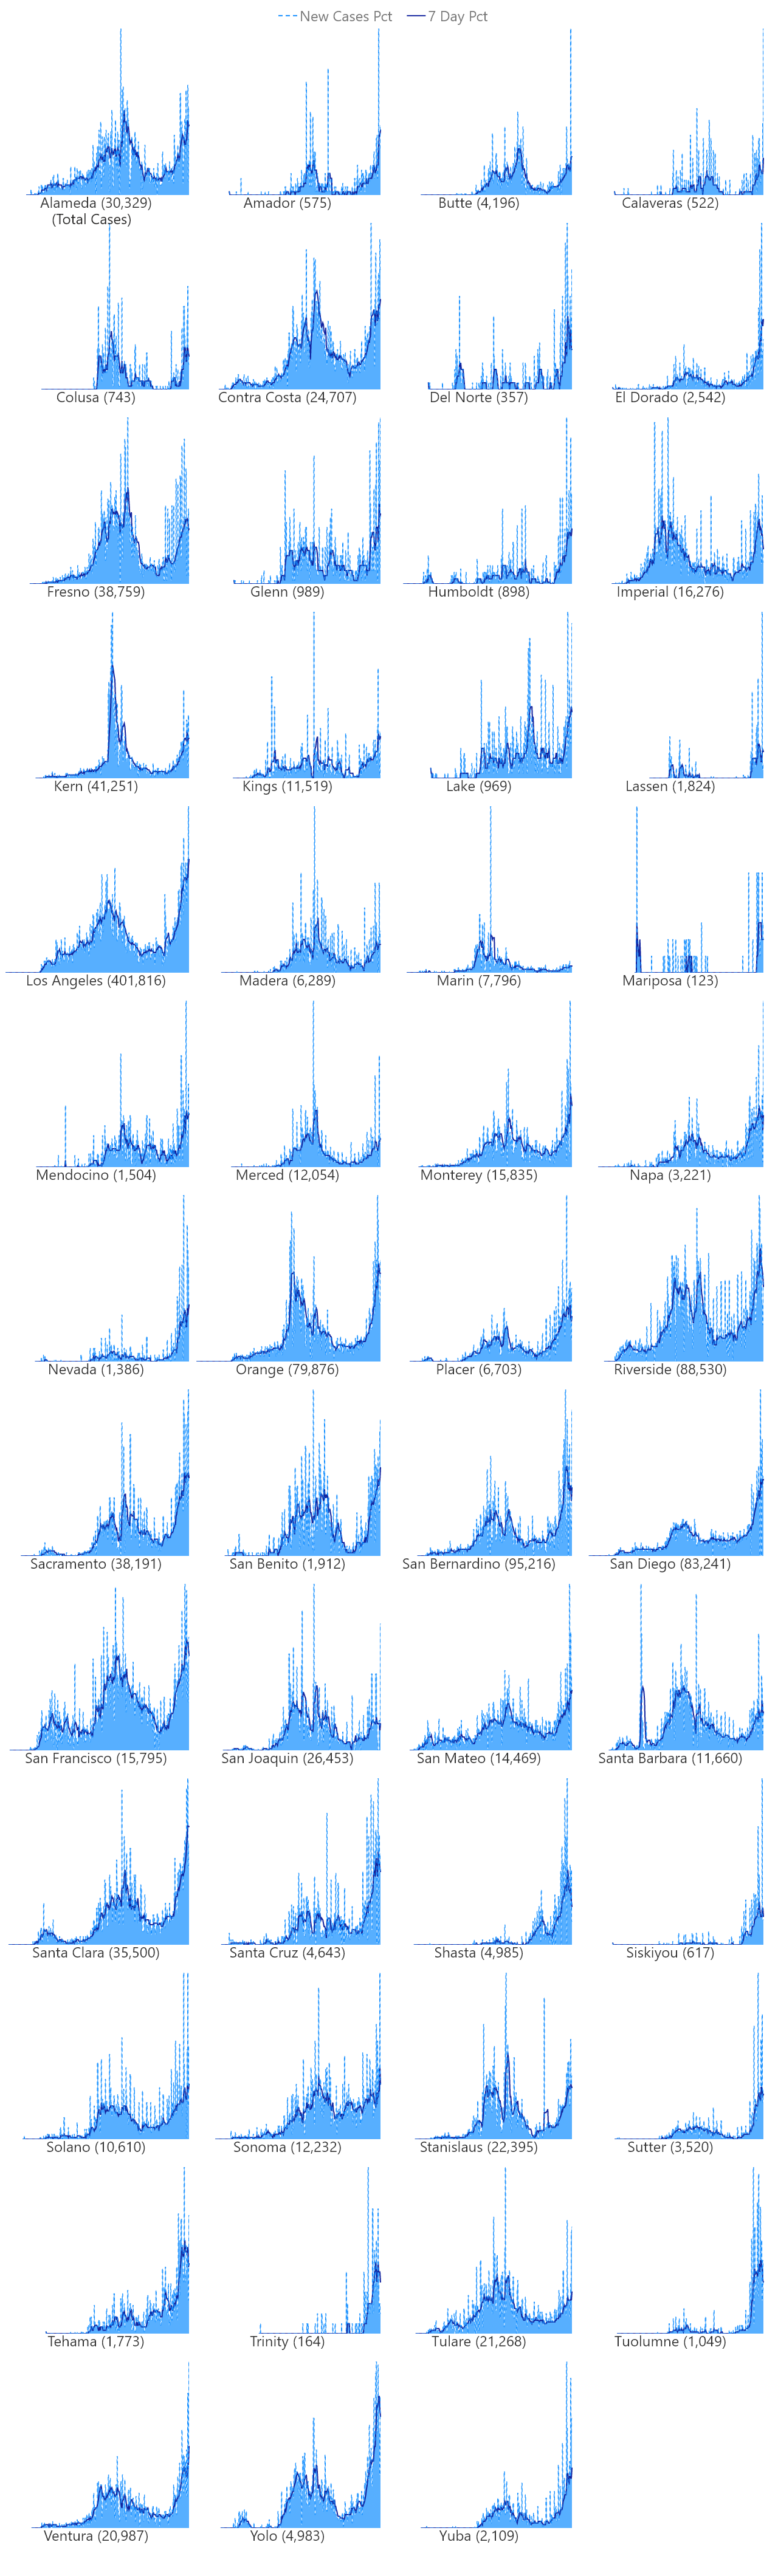 New Cases Pct 7 Day Pct
Alameda (30,329) Amador (575) Butte (4,196) Calaveras (522)
(Total Cases)
Colusa (743) Contra Costa (24,707) Del Norte (357) El Dorado (2,542)
Fresno (38,759) Glenn (989) Humboldt (898) Imperial (16,276)
Kern (41,251) Kings (11,519) Lake (969) Lassen (1,824)
Los Angeles (401,816) Madera (6,289) Marin (7,796) Mariposa (123)
Mendocino (1,504) Merced (12,054) Monterey (15,835) Napa (3,221)
Nevada (1,386) Orange (79,876) Placer (6,703) Riverside (88,530)
Sacramento (38,191) San Benito (1,912) San Bernardino (95,216) San Diego (83,241)
San Francisco (15,795) San Joaquin (26,453) San Mateo (14,469) Santa Barbara (11,660)
Santa Clara (35,500) Santa Cruz (4,643) Shasta (4,985) Siskiyou (617)
Solano (10,610) Sonoma (12,232) Stanislaus (22,395) Sutter (3,520)
Tehama (1,773) Trinity (164) Tulare (21,268) Tuolumne (1,049)
Ventura (20,987) Yolo (4,983) Yuba (2,109)